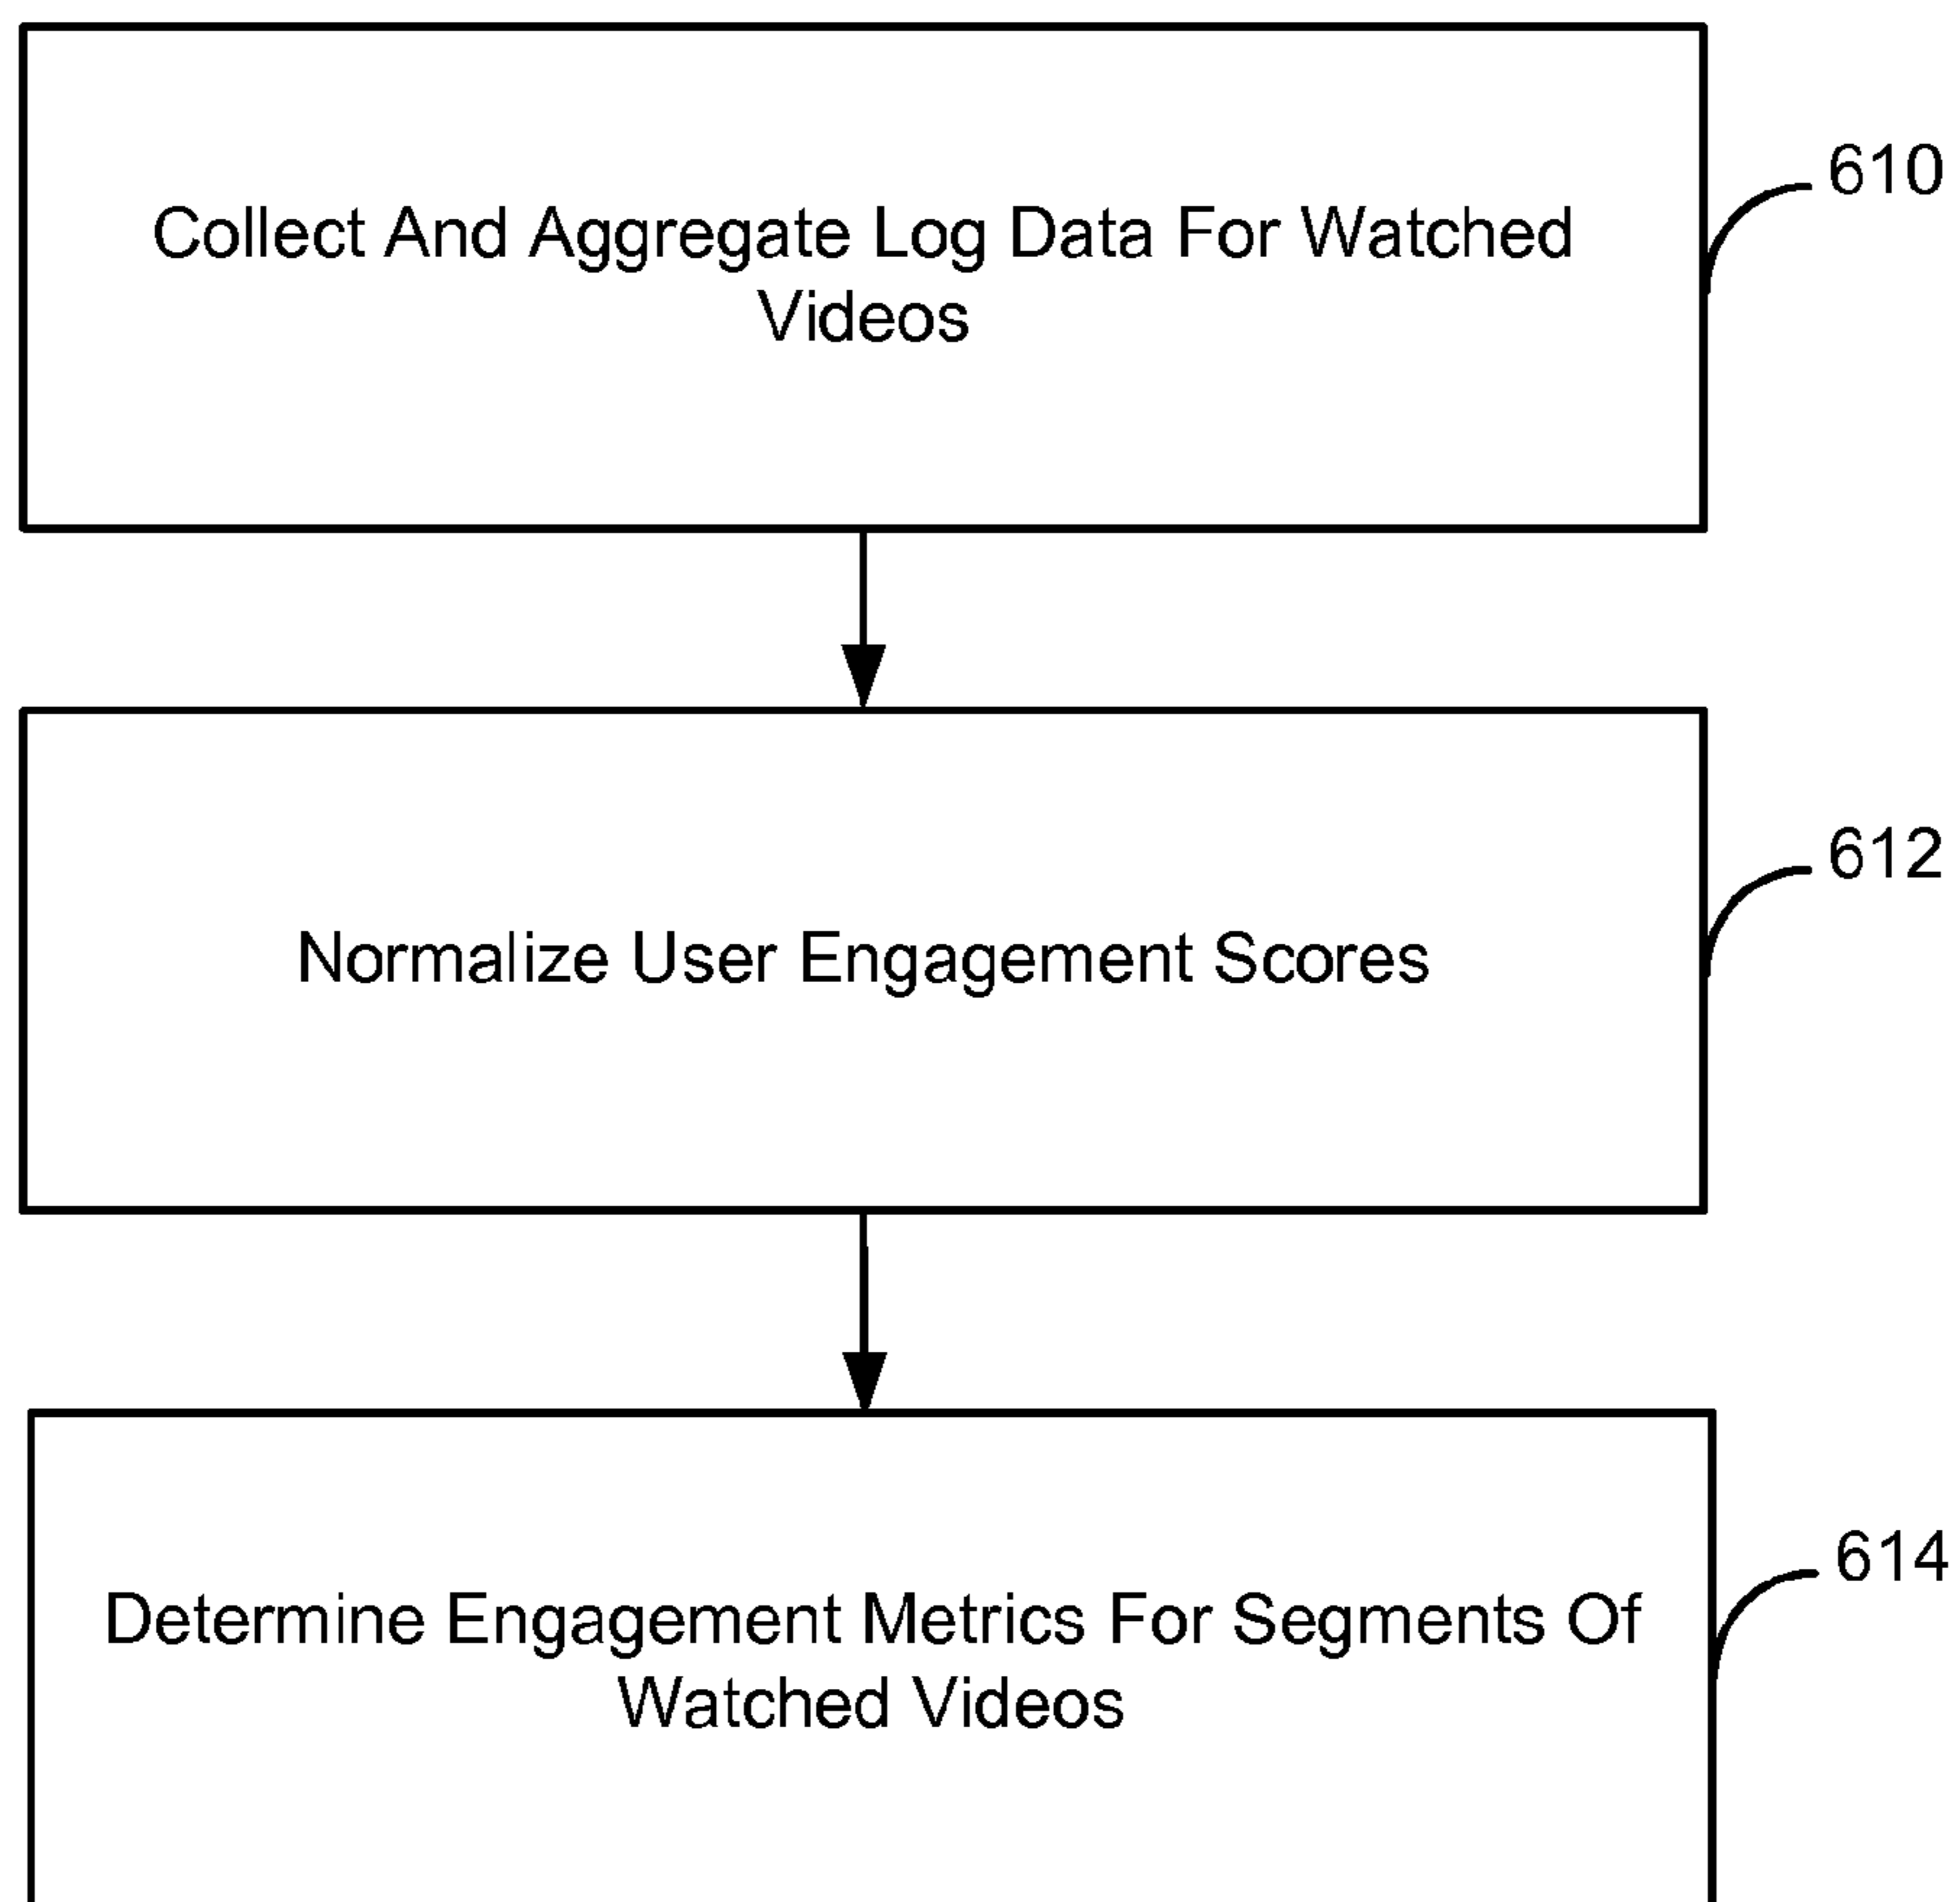 Collect And Aggregate Log Data For Watched
Videos
610
Normalize User Engagement Scores
612
Determine Engagement Metrics For Segments Of
Watched Videos
614